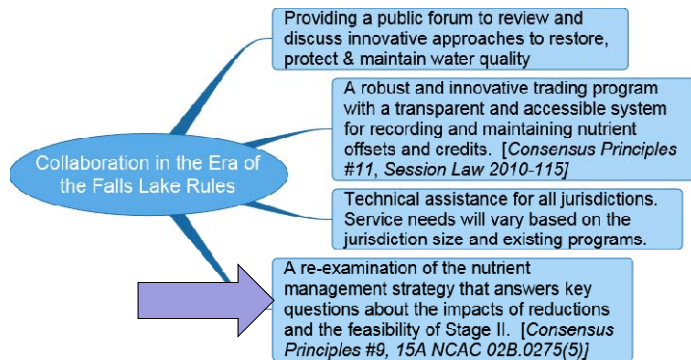 Providing a public forum to review and
discuss innovative approaches to restore,
protect & maintain water quality
A robust and innovative trading program
with a transparent and accessible system
for recording and maintaining nutrient
offsets and credits. [Consensus Principles
#11, Session Law 2010-115]
Collaboration in the Era of
the Falls Lake Rules
Technical assistance for all jurisdictions.
Service needs will vary based on the
jurisdiction size and existing programs.
A re-examination of the nutrient
management strategy that answers key
questions about the impacts of reductions
and the feasibility of Stage II. [Consensus
Principles #9, 15A NCAC 02B.0275(5)]